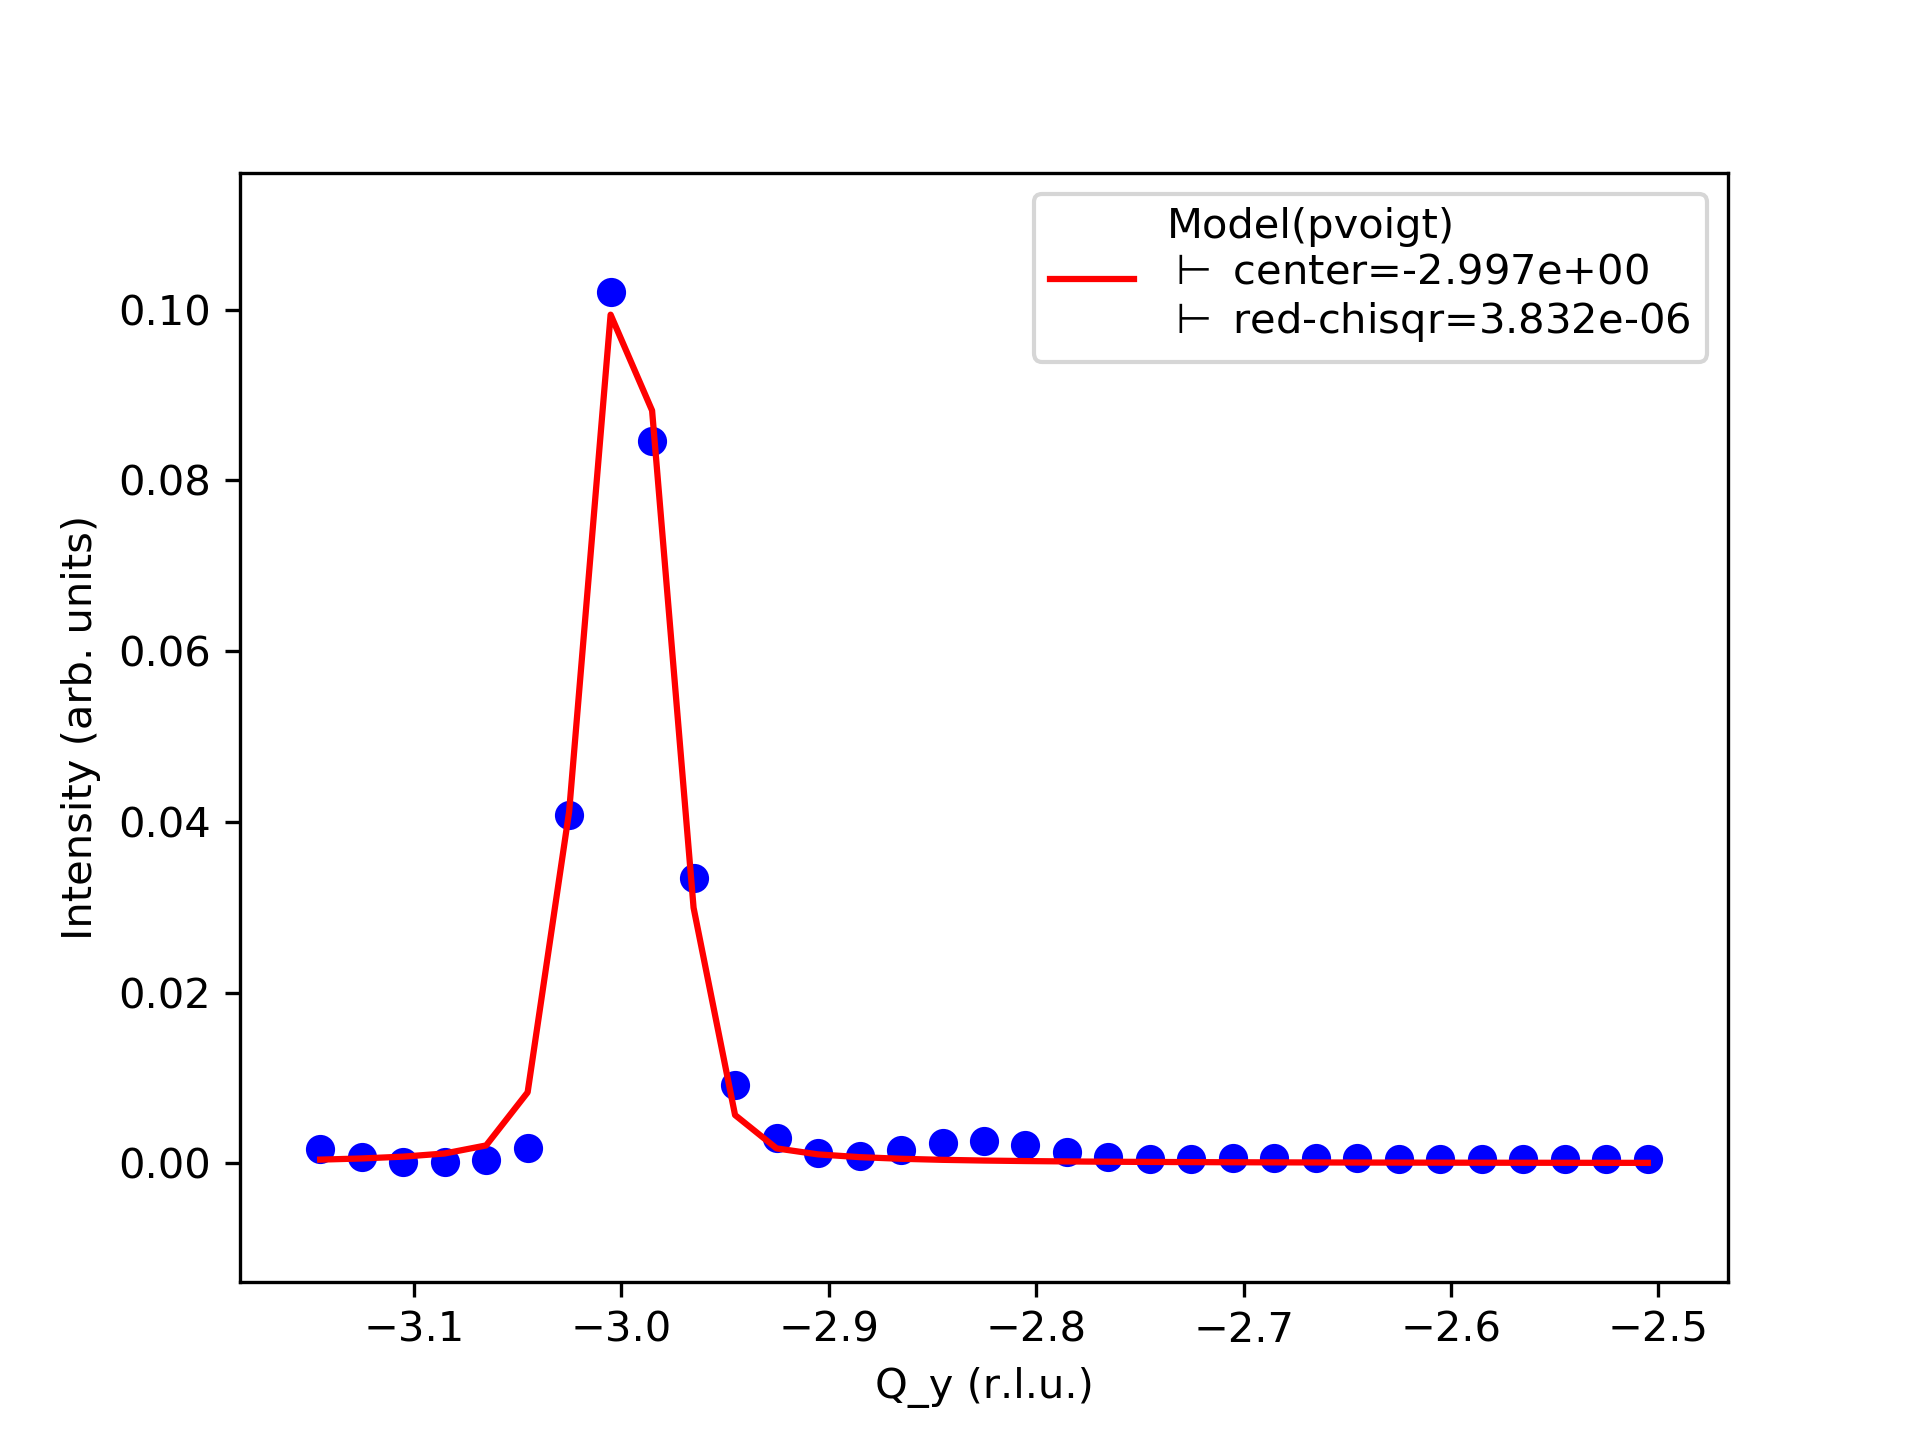 Model(pvoigt)
⊢ center=-2.997e+00
⊢ red-chisqr=3.832e-06
0.10
0.08
0.06
0.04
0.02
0.00
Intensity (arb. units)
−3.1 −3.0 −2.9 −2.8 −2.7 −2.6 −2.5
Q_y (r.l.u.)